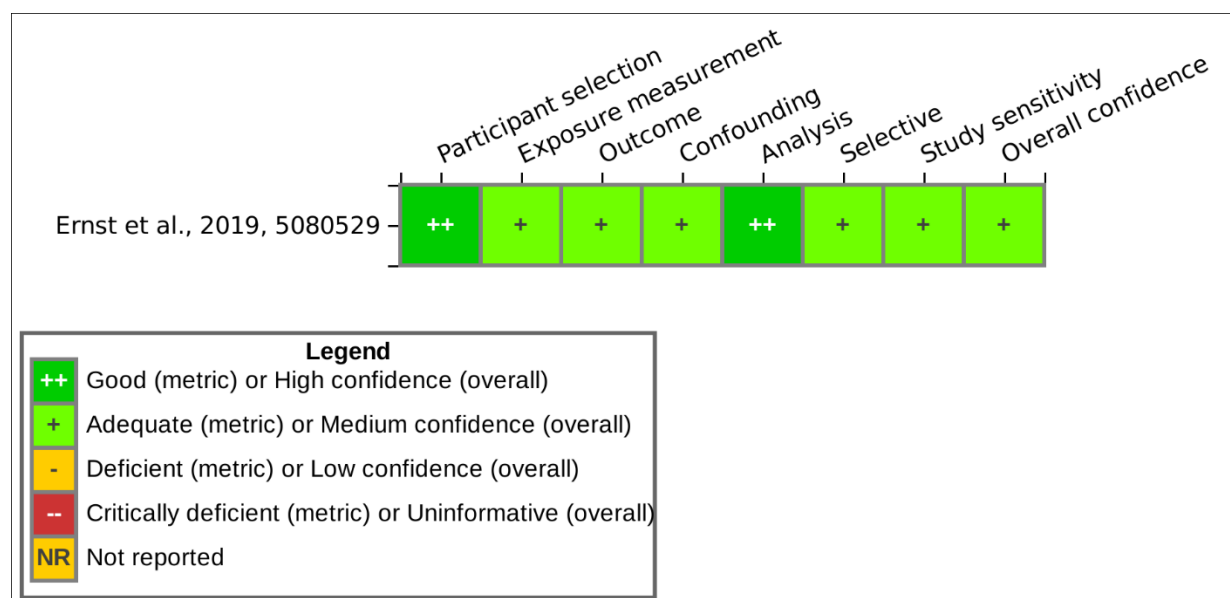 Participant selection
Exposure measurement
Outcome
Confounding
Analysis
Selective
Study sensitivity
Overall confidence
Ernst et al., 2019, 5080529
++ + + + ++ + + +
Legend
++ Good (metric) or High confidence (overall)
+ Adequate (metric) or Medium confidence (overall)
- Deficient (metric) or Low confidence (overall)
-- Critically deficient (metric) or Uninformative (overall)
NR Not reported